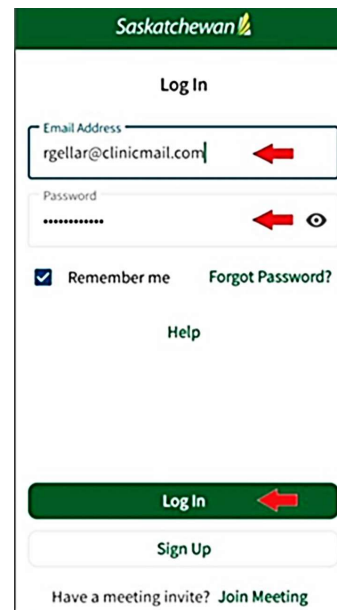 Saskatchewan
Log In
Email Address
rgellar@clinicmail.com
Password
••••••••••••
Remember me Forgot Password?
Help
Log In
Sign Up
Have a meeting invite? Join Meeting